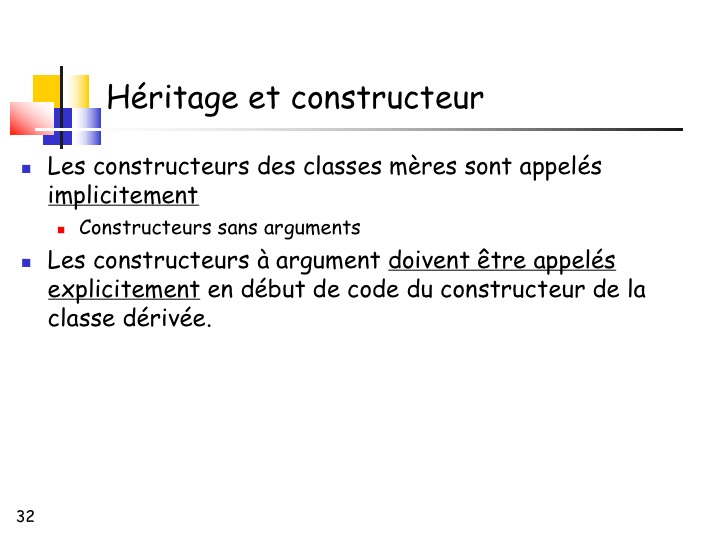 Héritage et constructeur
Les constructeurs des classes mères sont appelés
implicitement
Constructeurs sans arguments
Les constructeurs à argument doivent être appelés
explicitement en début de code du constructeur de la
classe dérivée.
32